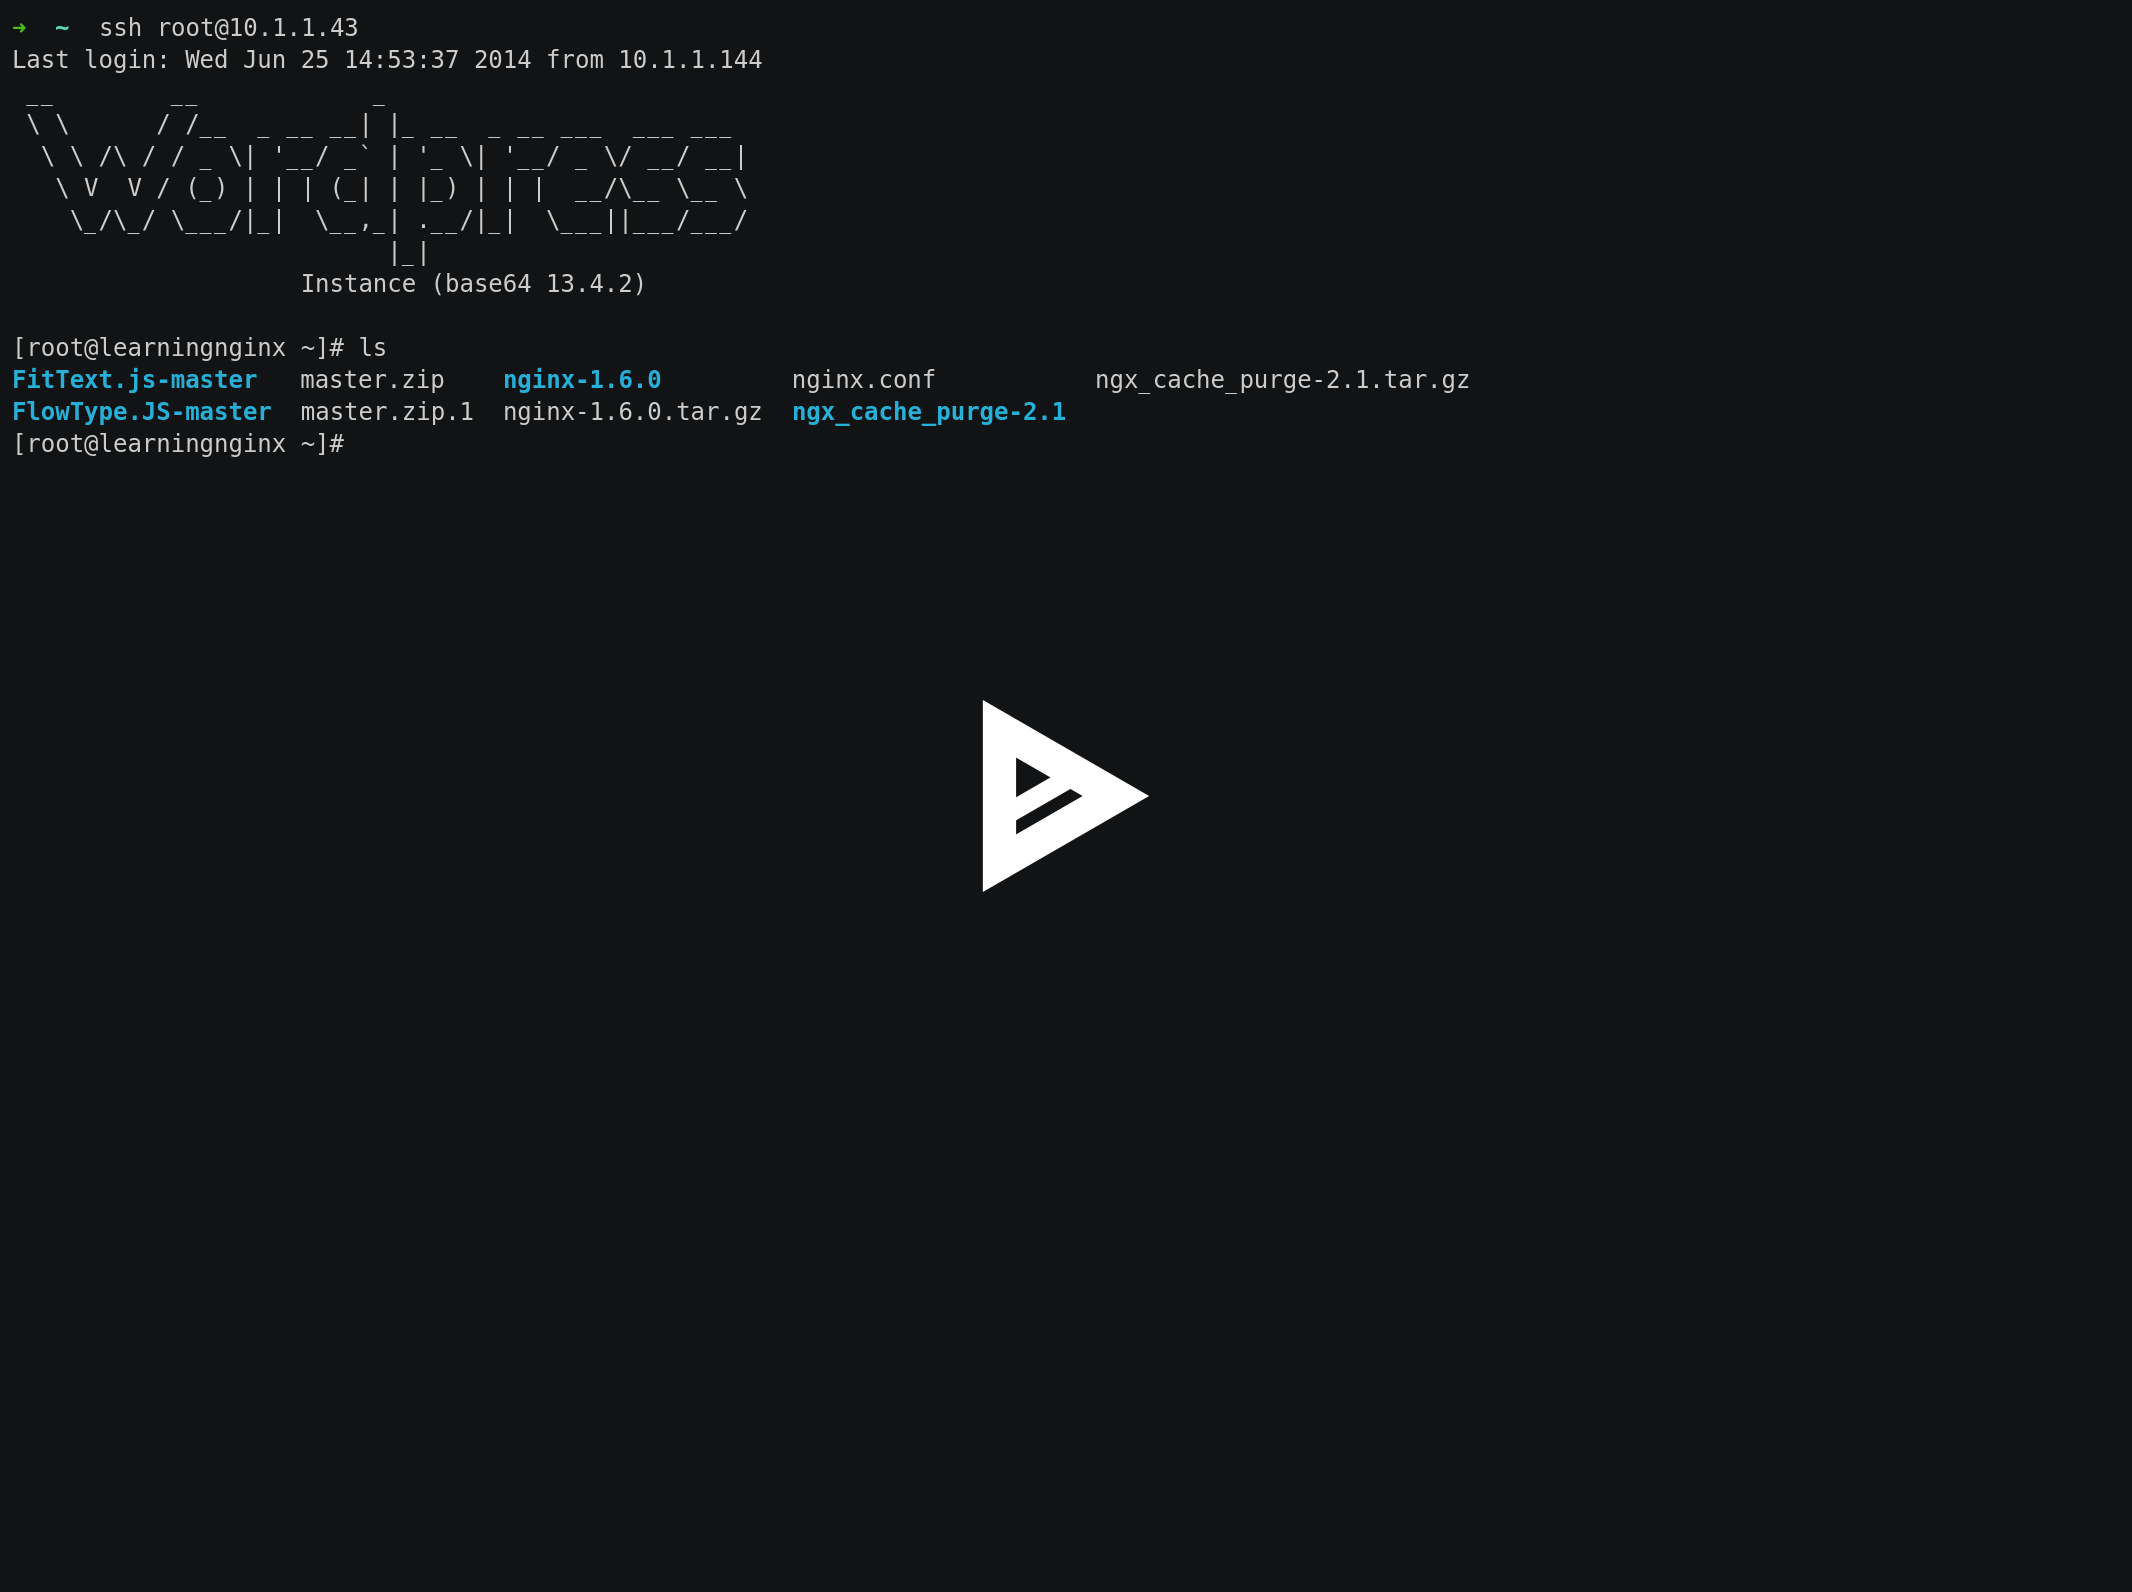 ➜  ~  ssh root@10.1.1.43
Last login: Wed Jun 25 14:53:37 2014 from 10.1.1.144
 __        __            _
 \ \      / /__  _ __ __| |_ __  _ __ ___  ___ ___
  \ \ /\ / / _ \| '__/ _` | '_ \| '__/ _ \/ __/ __|
   \ V  V / (_) | | | (_| | |_) | | |  __/\__ \__ \
    \_/\_/ \___/|_|  \__,_| .__/|_|  \___||___/___/
                          |_|
                    Instance (base64 13.4.2)

[root@learningnginx ~]# ls
FitText.js-master   master.zip    nginx-1.6.0         nginx.conf           ngx_cache_purge-2.1.tar.gz
FlowType.JS-master  master.zip.1  nginx-1.6.0.tar.gz  ngx_cache_purge-2.1
[root@learningnginx ~]#